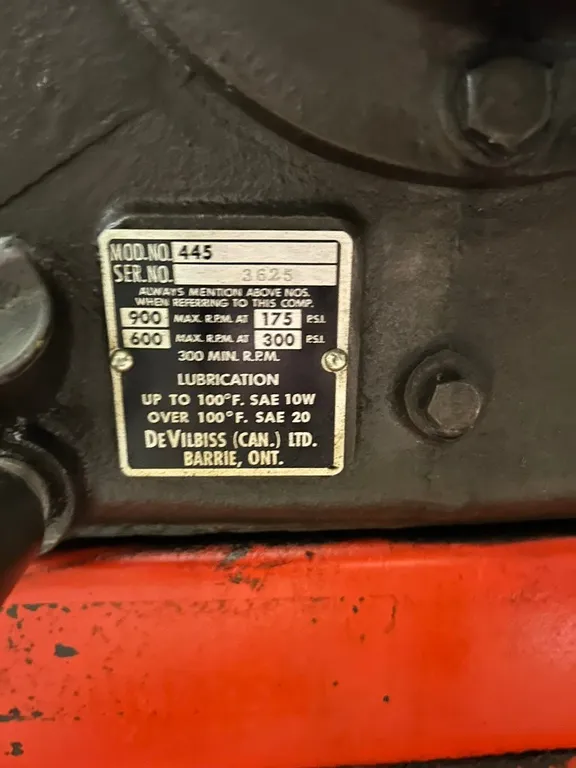 MOD.NO. 445
SER.NO. 3625
ALWAYS MENTION ABOVE NOS.
WHEN REFERRING TO THIS COMP.
900 MAX. R.P.M. AT 175 P.S.I.
600 MAX. R.P.M. AT 300 P.S.I.
300 MIN. R.P.M.
LUBRICATION
UP TO 100°F. SAE 10W
OVER 100°F. SAE 20
DEVILBISS (CAN.) LTD.
BARRIE, ONT.